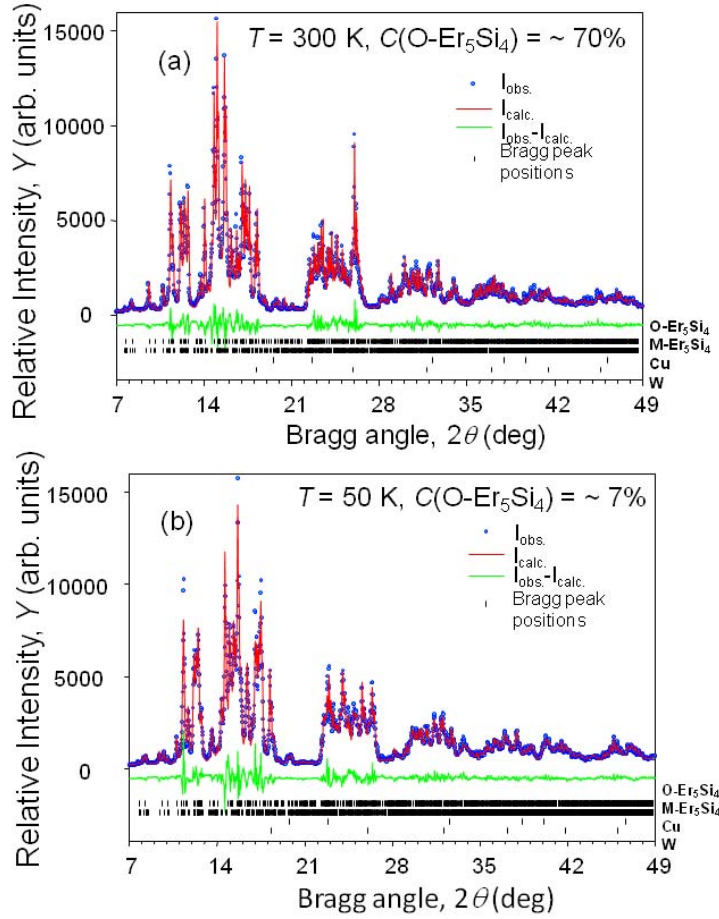 T = 300 K, C(O-Er5Si4) = ~ 70%
(a)
Iobs.
Icalc.
Iobs.-Icalc.
Bragg peak
positions
15000
10000
5000
0
Relative Intensity, Y (arb. units)
O-Er5Si4
M-Er5Si4
Cu
W
7 14 21 28 35 42 49
Bragg angle, 2θ (deg)
T = 50 K, C(O-Er5Si4) = ~ 7%
(b)
Iobs.
Icalc.
Iobs.-Icalc.
Bragg peak
positions
15000
10000
5000
0
Relative Intensity, Y (arb. units)
O-Er5Si4
M-Er5Si4
Cu
W
7 14 21 28 35 42 49
Bragg angle, 2θ (deg)